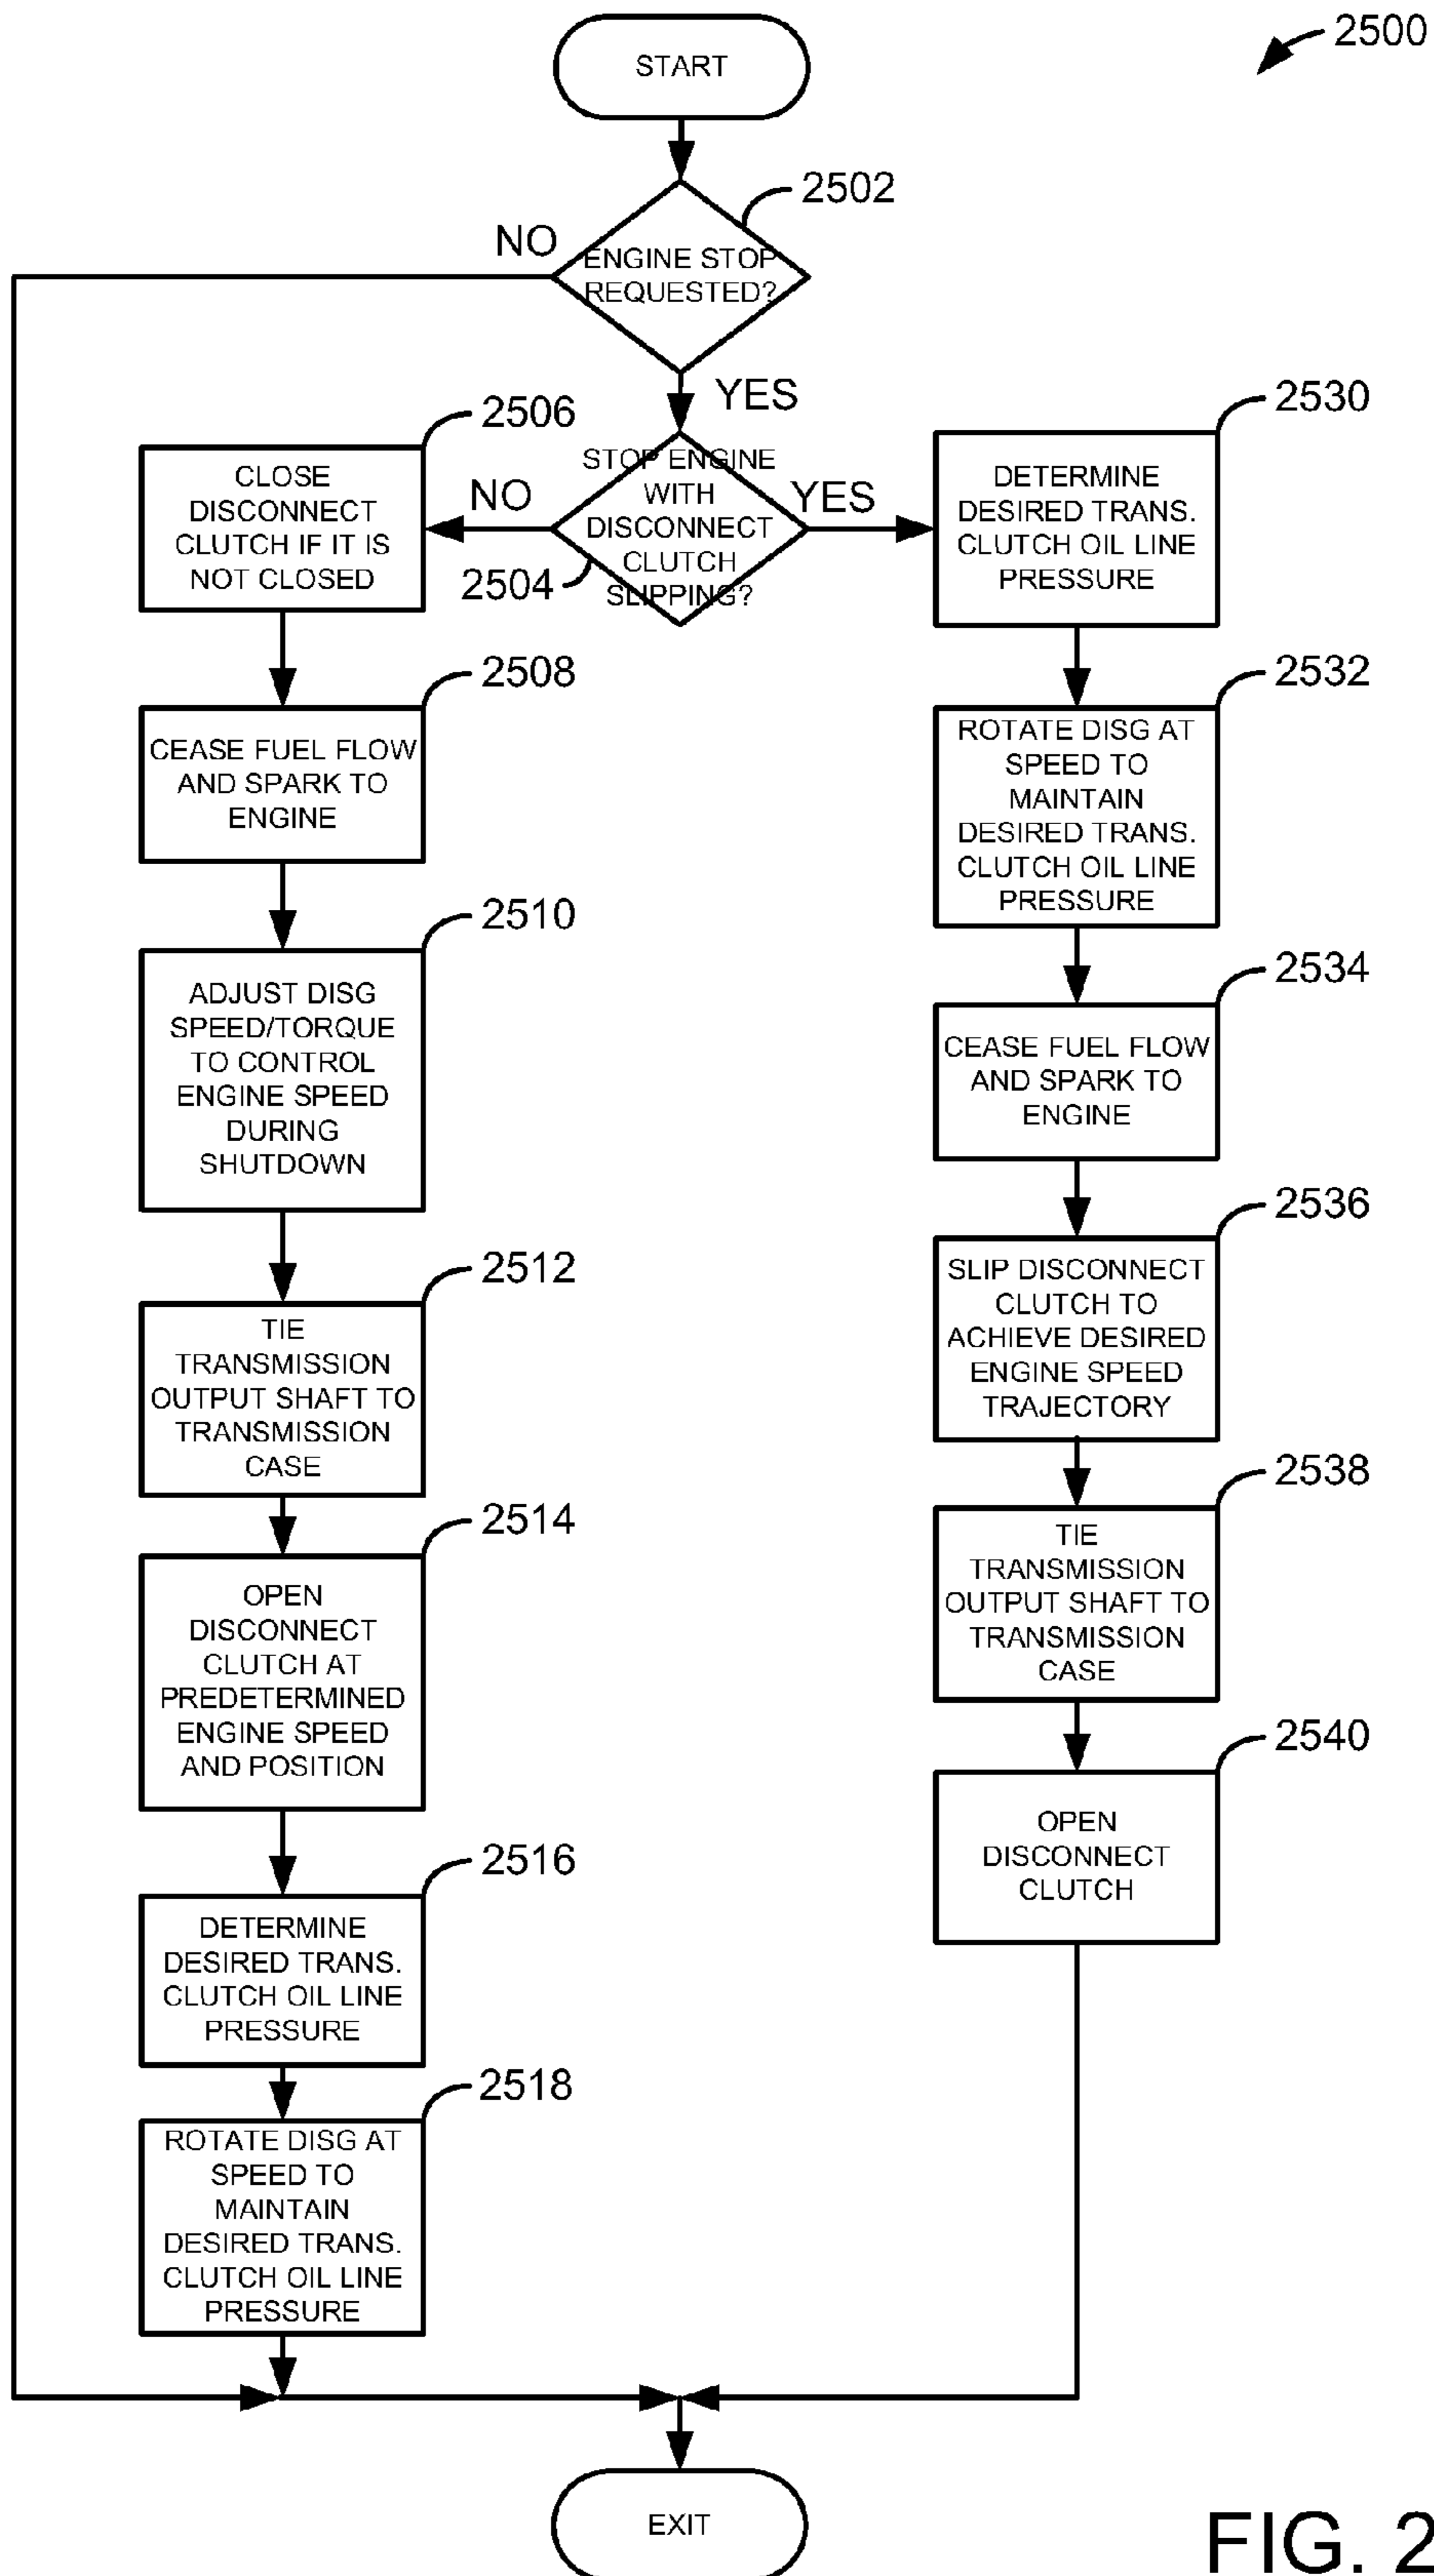 2500
START
2502
NO
ENGINE STOP
REQUESTED?
YES
2506
CLOSE
DISCONNECT
CLUTCH IF IT IS
NOT CLOSED
NO
STOP ENGINE
WITH
DISCONNECT
CLUTCH
SLIPPING?
2504
YES
2530
DETERMINE
DESIRED TRANS.
CLUTCH OIL LINE
PRESSURE
2508
CEASE FUEL FLOW
AND SPARK TO
ENGINE
2510
ADJUST DISG
SPEED/TORQUE
TO CONTROL
ENGINE SPEED
DURING
SHUTDOWN
2512
TIE
TRANSMISSION
OUTPUT SHAFT TO
TRANSMISSION
CASE
2514
OPEN
DISCONNECT
CLUTCH AT
PREDETERMINED
ENGINE SPEED
AND POSITION
2516
DETERMINE
DESIRED TRANS.
CLUTCH OIL LINE
PRESSURE
2518
ROTATE DISG AT
SPEED TO
MAINTAIN
DESIRED TRANS.
CLUTCH OIL LINE
PRESSURE
2532
ROTATE DISG AT
SPEED TO
MAINTAIN
DESIRED TRANS.
CLUTCH OIL LINE
PRESSURE
2534
CEASE FUEL FLOW
AND SPARK TO
ENGINE
2536
SLIP DISCONNECT
CLUTCH TO
ACHIEVE DESIRED
ENGINE SPEED
TRAJECTORY
2538
TIE
TRANSMISSION
OUTPUT SHAFT TO
TRANSMISSION
CASE
2540
OPEN
DISCONNECT
CLUTCH
EXIT
FIG. 2